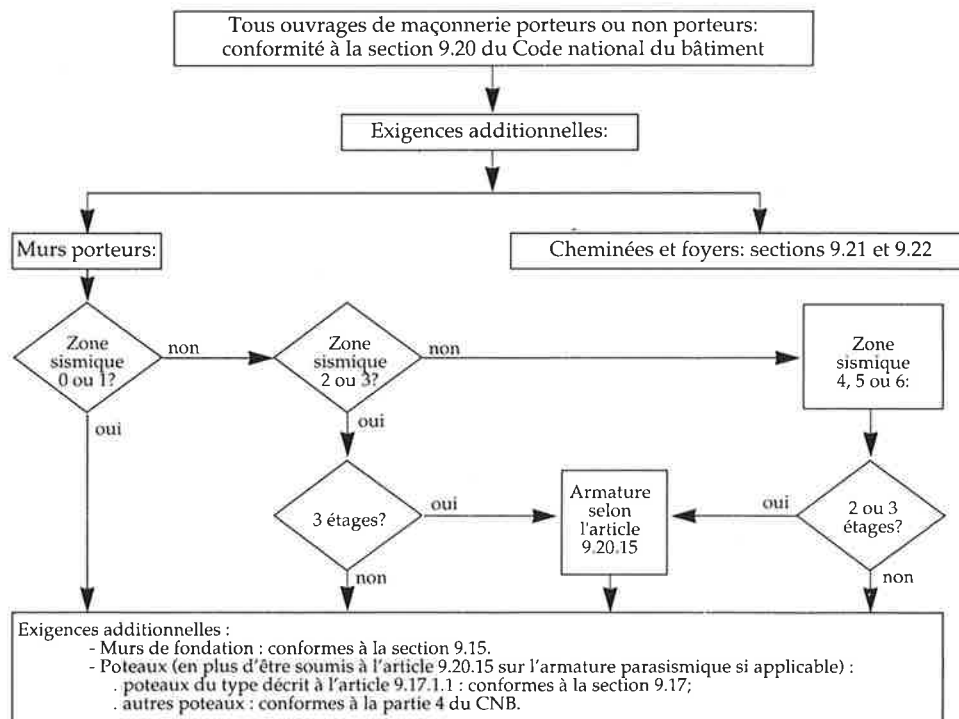 Tous ouvrages de maçonnerie porteurs ou non porteurs:
conformité à la section 9.20 du Code national du bâtiment
Exigences additionnelles:
Murs porteurs:
Cheminées et foyers: sections 9.21 et 9.22
Zone
sismique
0 ou 1?
non
Zone
sismique
2 ou 3?
non
Zone
sismique
4, 5 ou 6:
oui
oui
3 étages?
oui
Armature
selon
l'article
9.20.15
oui
2 ou 3
étages?
non
non
Exigences additionnelles :
- Murs de fondation : conformes à la section 9.15.
- Poteaux (en plus d'être soumis à l'article 9.20.15 sur l'armature parasismique si applicable) :
. poteaux du type décrit à l'article 9.17.1.1 : conformes à la section 9.17;
. autres poteaux : conformes à la partie 4 du CNB.